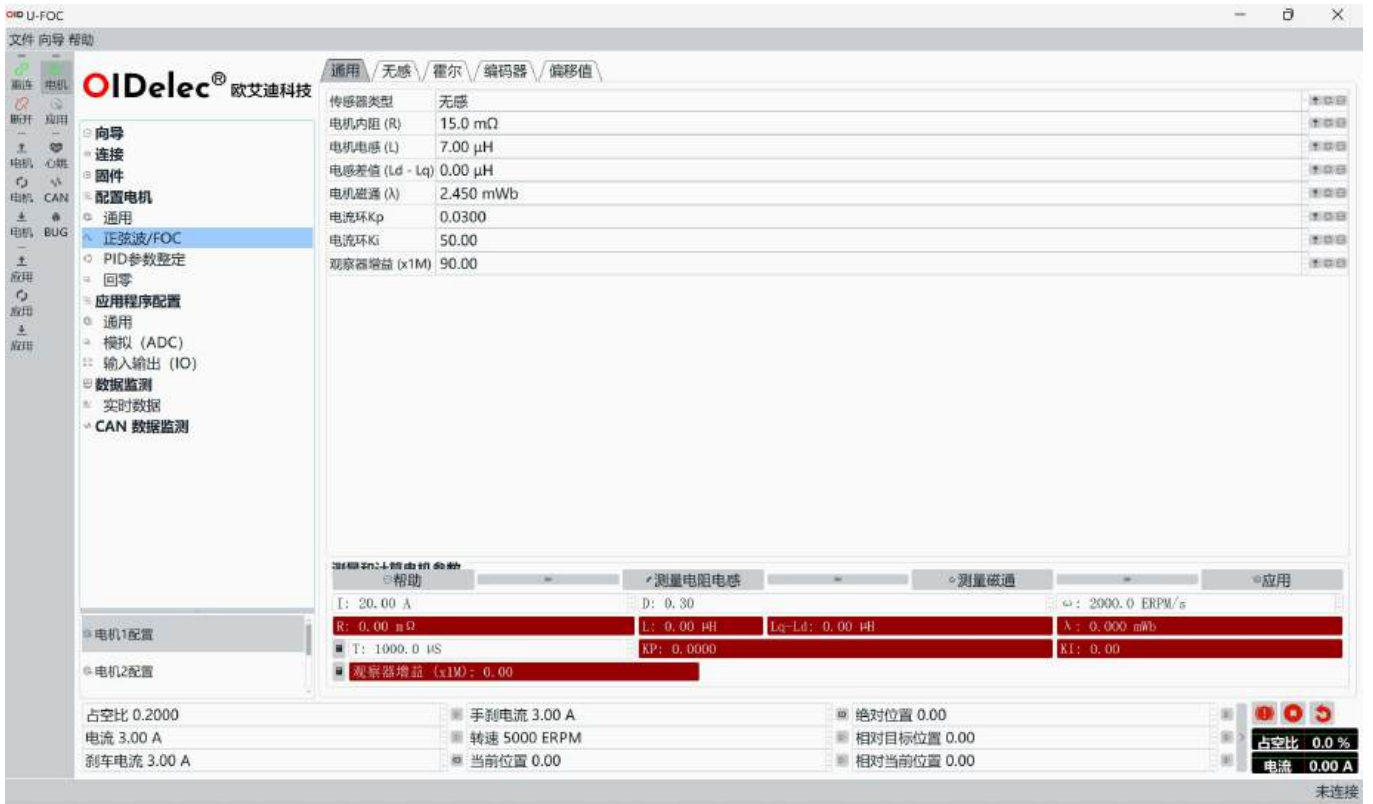 OID U-FOC
文件 向导 帮助
重连 电机
断开 应用
电机 心跳
电机 CAN
电机 BUG
应用
应用
应用
OIDelec® 欧艾迪科技
向导
连接
固件
配置电机
通用
正弦波/FOC
PID参数整定
回零
应用程序配置
通用
模拟 (ADC)
输入输出 (IO)
数据监测
实时数据
CAN 数据监测
电机1配置
电机2配置
通用 无感 霍尔 编码器 偏移值
传感器类型 无感
电机内阻 (R) 15.0 mΩ
电机电感 (L) 7.00 µH
电感差值 (Ld - Lq) 0.00 µH
电机磁通 (λ) 2.450 mWb
电流环Kp 0.0300
电流环Ki 50.00
观察器增益 (x1M) 90.00
测量和计算电机参数
帮助 测量电阻电感 测量磁通 应用
I: 20.00 A D: 0.30 ω: 2000.0 ERPM/s
R: 0.00 mΩ L: 0.00 µH Lq-Ld: 0.00 µH λ: 0.000 mWb
T: 1000.0 µS KP: 0.0000 KI: 0.00
观察器增益 (x1M): 0.00
占空比 0.2000 手刹电流 3.00 A 绝对位置 0.00
电流 3.00 A 转速 5000 ERPM 相对目标位置 0.00
刹车电流 3.00 A 当前位置 0.00 相对当前位置 0.00
占空比 0.0 %
电流 0.00 A
未连接